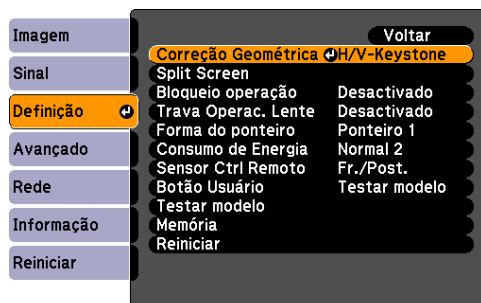 Imagem
Sinal
Definição
Avançado
Rede
Informação
Reiniciar
Voltar
Correção Geométrica H/V-Keystone
Split Screen
Bloqueio operação Desactivado
Trava Operac. Lente Desactivado
Forma do ponteiro Ponteiro 1
Consumo de Energia Normal 2
Sensor Ctrl Remoto Fr./Post.
Botão Usuário Testar modelo
Testar modelo
Memória
Reiniciar